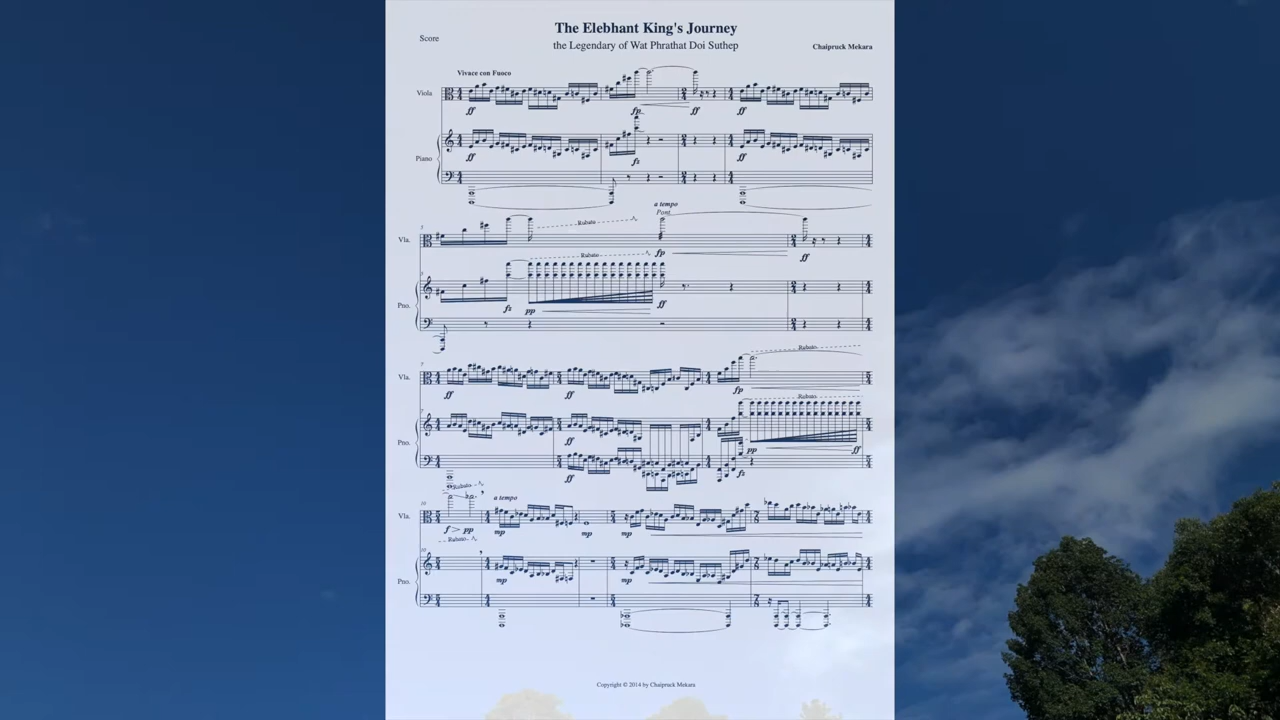 The Elebhant King's Journey
Score
the Legendary of Wat Phrathat Doi Suthep
Chaipruck Mekara
Vivace con Fuoco
Viola
ff
fp
ff
ff
Piano
ff
fz
ff
a tempo
Rubato
Pont
Vla.
fp
ff
Rubato
Pno.
fz
pp
ff
Rubato
Vla.
ff
ff
fp
Rubato
Pno.
ff
pp
ff
ff
fz
Rubato
a tempo
Vla.
f > pp
mp
mp
mp
Rubato
Pno.
mp
mp
Copyright © 2014 by Chaipruck Mekara